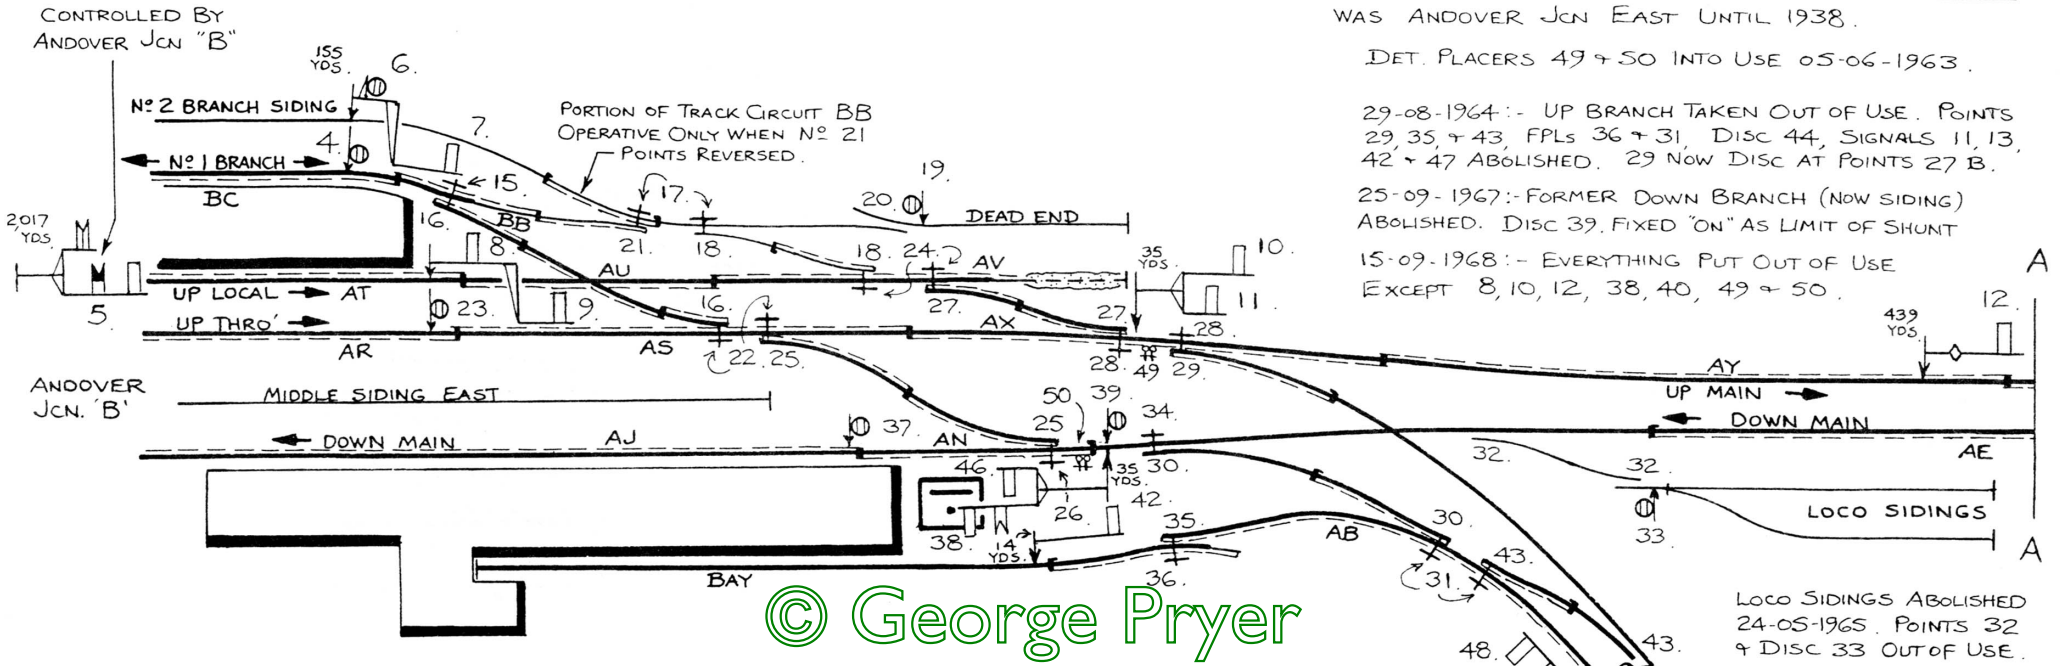 CONTROLLED BY
ANDOVER JCN "B"
155
YDS.
6.
No 2 BRANCH SIDING
4.
7.
No 1 BRANCH
BC
15.
16.
BB
PORTION OF TRACK CIRCUIT BB
OPERATIVE ONLY WHEN No 21
POINTS REVERSED.
17.
21.
18.
18.
19.
20.
DEAD END
2,017
YDS.
5.
8.
AU
24.
AV
UP LOCAL
AT
23.
9.
16.
27.
27.
35
YDS.
10.
11.
UP THRO'
AR
AS
22.
25.
AX
28.
28.
49
29.
439
YDS.
12.
AY
UP MAIN
A
ANDOVER
JCN. 'B'
MIDDLE SIDING EAST
DOWN MAIN
AJ
37.
AN
25
50
39.
34.
DOWN MAIN
AE
46.
26.
35
YDS.
30.
42.
32.
32.
33.
LOCO SIDINGS
A
38.
14
YDS.
35.
36.
AB
30.
31.
43.
43.
48.
BAY
WAS ANDOVER JCN EAST UNTIL 1938.
DET. PLACERS 49 & 50 INTO USE 05-06-1963.
29-08-1964:- UP BRANCH TAKEN OUT OF USE. POINTS
29, 35, & 43, FPLS 36 & 31, DISC 44, SIGNALS 11, 13,
42 & 47 ABOLISHED. 29 NOW DISC AT POINTS 27 B.
25-09-1967:- FORMER DOWN BRANCH (NOW SIDING)
ABOLISHED. DISC 39, FIXED "ON" AS LIMIT OF SHUNT
15-09-1968:- EVERYTHING PUT OUT OF USE
EXCEPT 8, 10, 12, 38, 40, 49 & 50.
LOCO SIDINGS ABOLISHED
24-05-1965. POINTS 32
& DISC 33 OUT OF USE.
© George Pryer